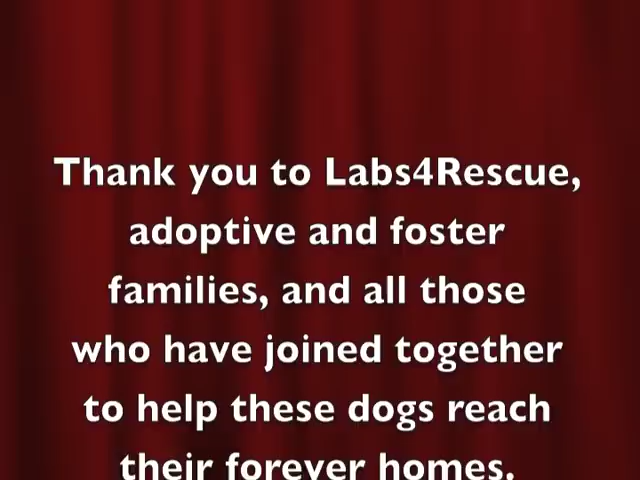 Thank you to Labs4Rescue,
adoptive and foster
families, and all those
who have joined together
to help these dogs reach
their forever homes.